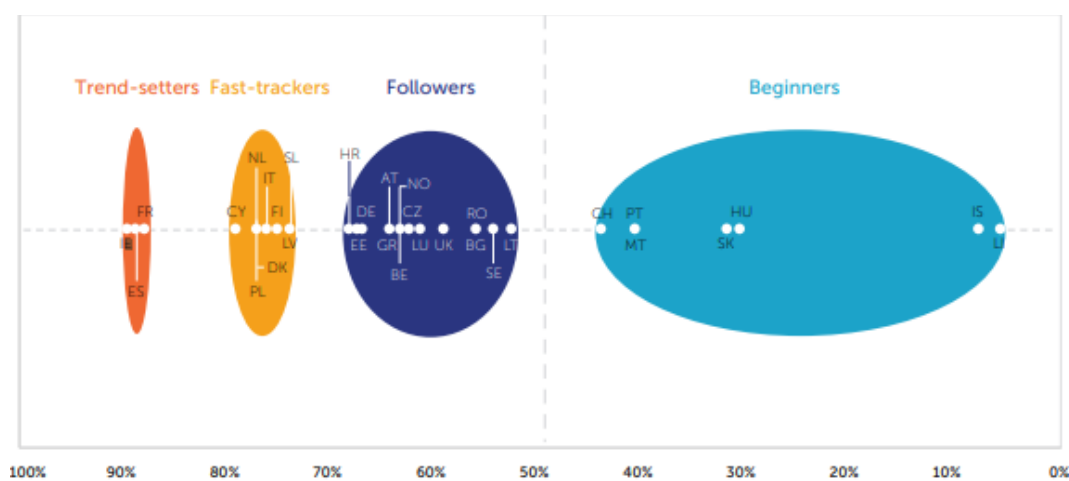 Trend-setters Fast-trackers Followers Beginners
HR
NL SL
IT AT NO
FR CY FI DE CZ RO CH PT HU IS
LV EE GR LU UK BG LT MT SK
DK BE SE
ES PL
100% 90% 80% 70% 60% 50% 40% 30% 20% 10% 0%